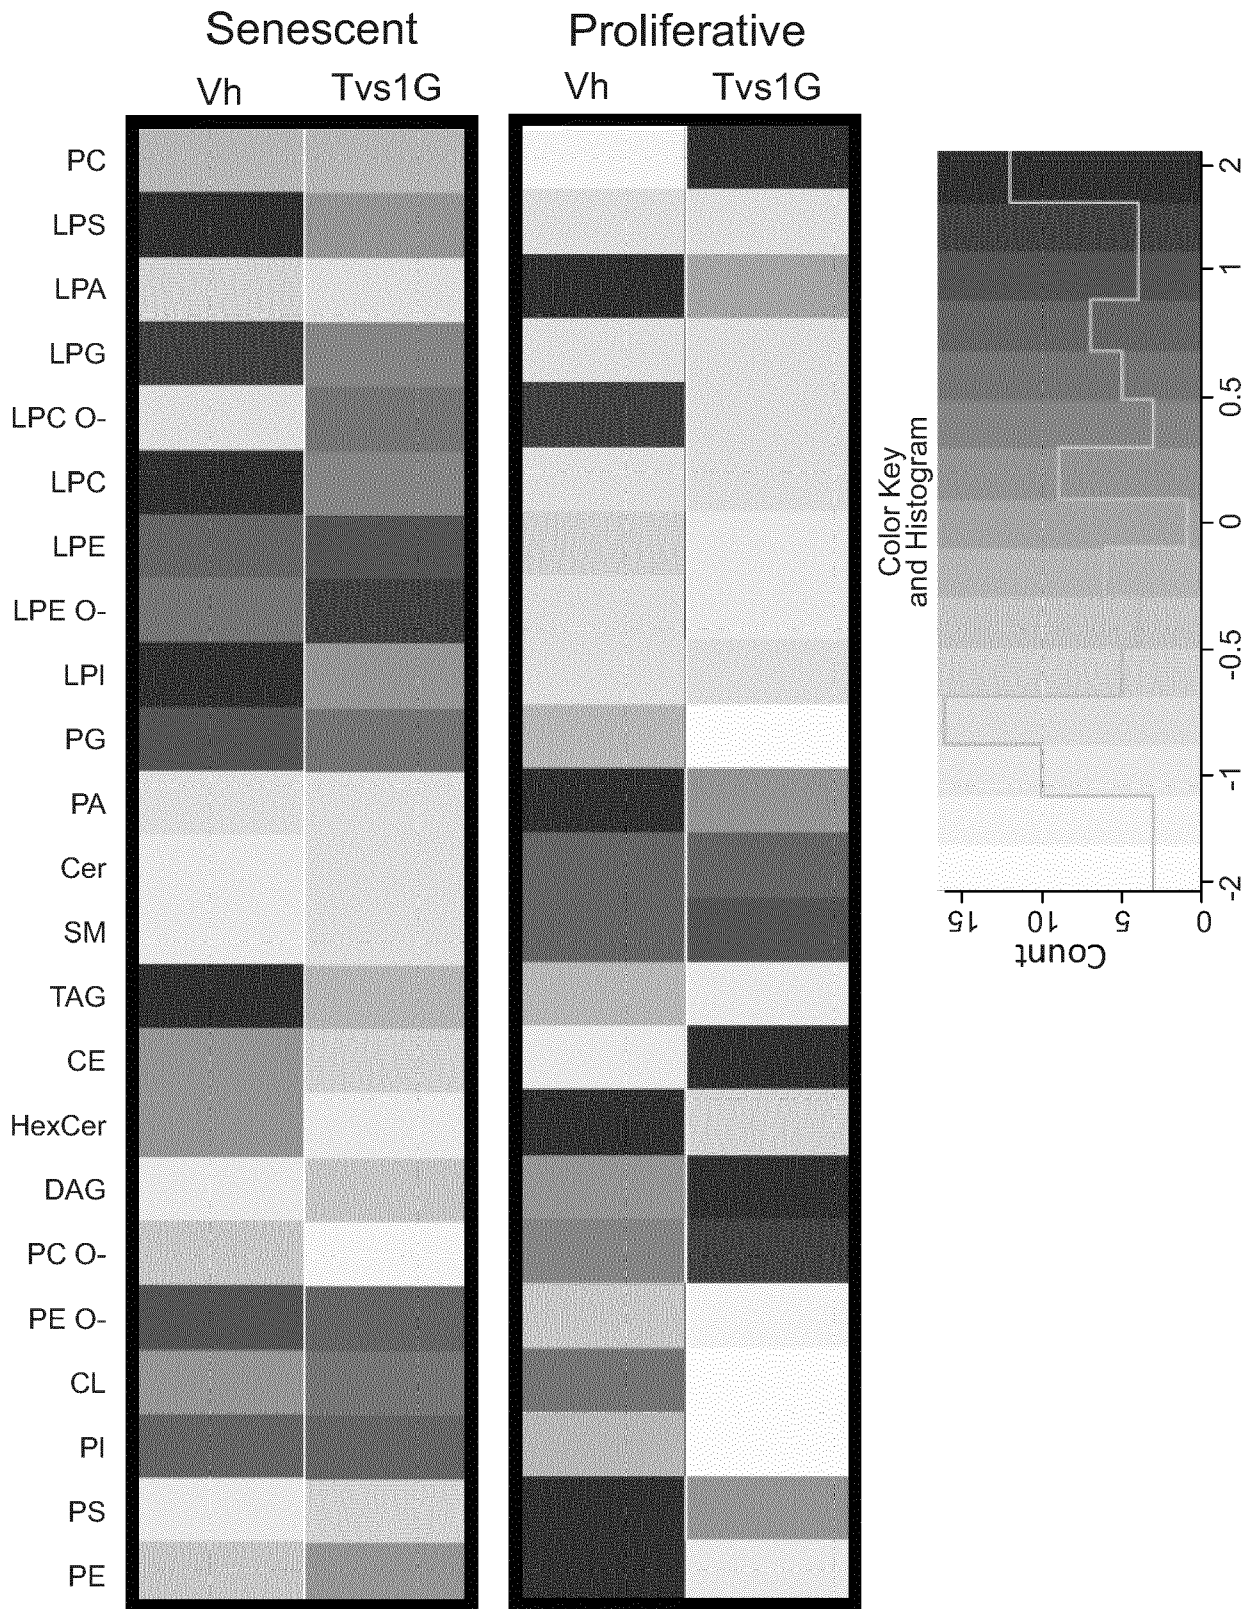 Senescent
Proliferative
Vh
Tvs1G
Vh
Tvs1G
PC
LPS
LPA
LPG
LPC O-
LPC
LPE
LPE O-
LPI
PG
PA
Cer
SM
TAG
CE
HexCer
DAG
PC O-
PE O-
CL
PI
PS
PE
Color Key
and Histogram
2
1
0.5
0
-0.5
-1
-2
15
10
5
0
Count